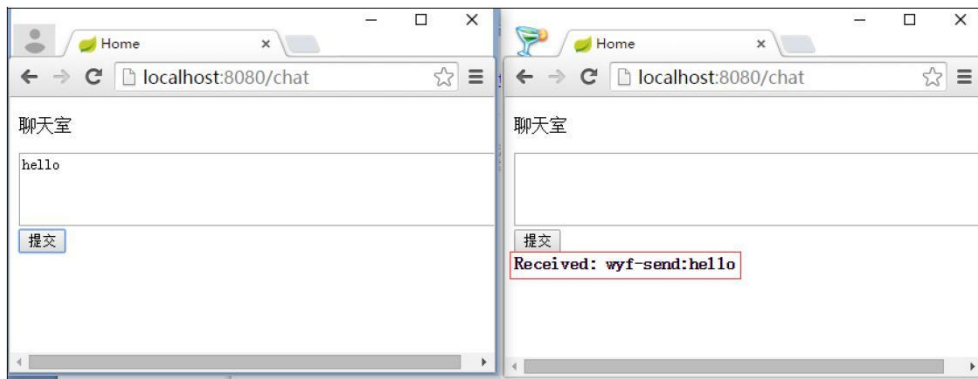 Home
localhost:8080/chat
聊天室
hello
提交
Home
localhost:8080/chat
聊天室
提交
Received: wyf-send:hello